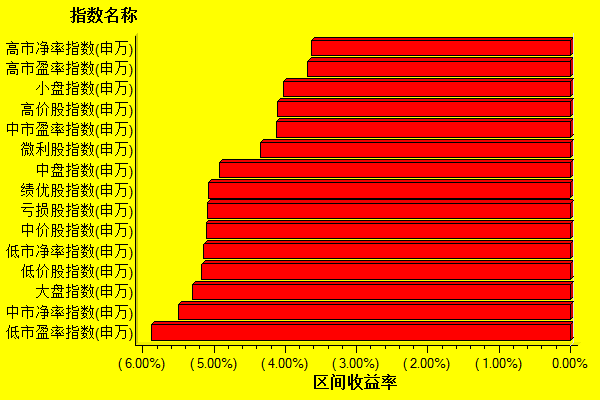 指数名称
高市净率指数(申万)
高市盈率指数(申万)
小盘指数(申万)
高价股指数(申万)
中市盈率指数(申万)
微利股指数(申万)
中盘指数(申万)
绩优股指数(申万)
亏损股指数(申万)
中价股指数(申万)
低市净率指数(申万)
低价股指数(申万)
大盘指数(申万)
中市净率指数(申万)
低市盈率指数(申万)
(6.00%) (5.00%) (4.00%) (3.00%) (2.00%) (1.00%) 0.00%
区间收益率